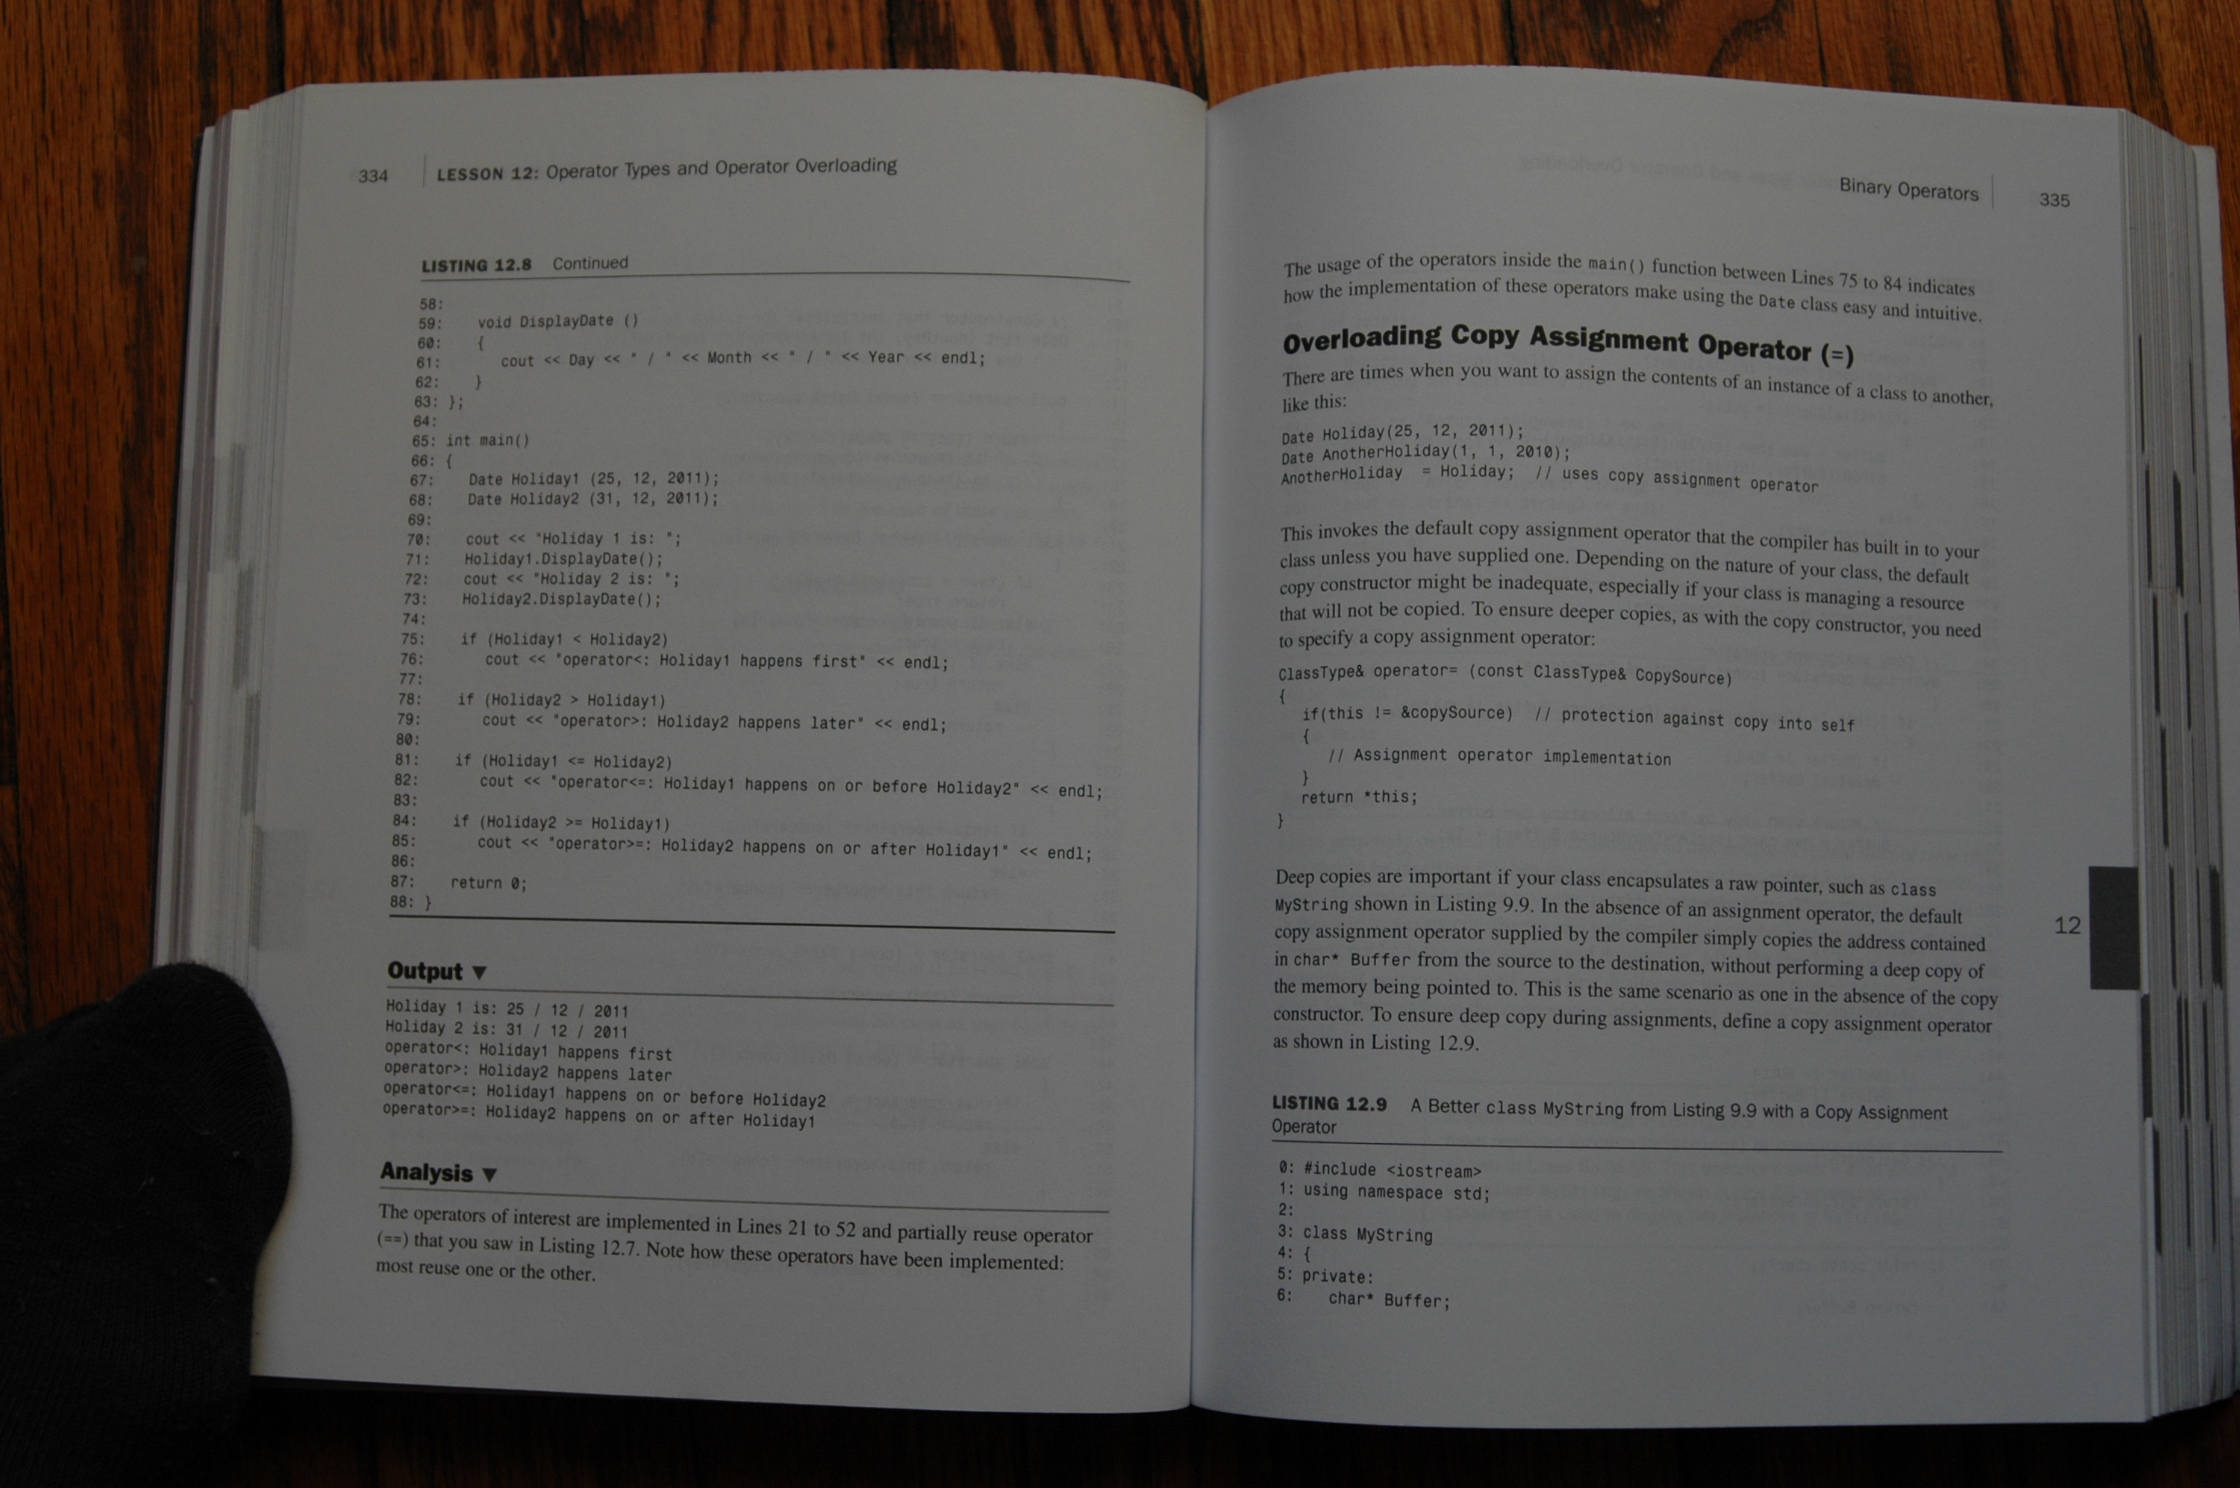 334 LESSON 12: Operator Types and Operator Overloading
LISTING 12.8 Continued
58:
59: void DisplayDate ()
60: {
61: cout << Day << " / " << Month << " / " << Year << endl;
62: }
63: };
64:
65: int main()
66: {
67: Date Holiday1 (25, 12, 2011);
68: Date Holiday2 (31, 12, 2011);
69:
70: cout << "Holiday 1 is: ";
71: Holiday1.DisplayDate();
72: cout << "Holiday 2 is: ";
73: Holiday2.DisplayDate();
74:
75: if (Holiday1 < Holiday2)
76: cout << "operator<: Holiday1 happens first" << endl;
77:
78: if (Holiday2 > Holiday1)
79: cout << "operator>: Holiday2 happens later" << endl;
80:
81: if (Holiday1 <= Holiday2)
82: cout << "operator<=: Holiday1 happens on or before Holiday2" << endl;
83:
84: if (Holiday2 >= Holiday1)
85: cout << "operator>=: Holiday2 happens on or after Holiday1" << endl;
86:
87: return 0;
88: }
Output ▼
Holiday 1 is: 25 / 12 / 2011
Holiday 2 is: 31 / 12 / 2011
operator<: Holiday1 happens first
operator>: Holiday2 happens later
operator<=: Holiday1 happens on or before Holiday2
operator>=: Holiday2 happens on or after Holiday1
Analysis ▼
The operators of interest are implemented in Lines 21 to 52 and partially reuse operator
(==) that you saw in Listing 12.7. Note how these operators have been implemented:
most reuse one or the other.
Binary Operators 335
The usage of the operators inside the main() function between Lines 75 to 84 indicates
how the implementation of these operators make using the Date class easy and intuitive.
Overloading Copy Assignment Operator (=)
There are times when you want to assign the contents of an instance of a class to another,
like this:
Date Holiday(25, 12, 2011);
Date AnotherHoliday(1, 1, 2010);
AnotherHoliday = Holiday; // uses copy assignment operator
This invokes the default copy assignment operator that the compiler has built in to your
class unless you have supplied one. Depending on the nature of your class, the default
copy constructor might be inadequate, especially if your class is managing a resource
that will not be copied. To ensure deeper copies, as with the copy constructor, you need
to specify a copy assignment operator:
ClassType& operator= (const ClassType& CopySource)
{
if(this != &copySource) // protection against copy into self
{
// Assignment operator implementation
}
return *this;
}
Deep copies are important if your class encapsulates a raw pointer, such as class
MyString shown in Listing 9.9. In the absence of an assignment operator, the default
copy assignment operator supplied by the compiler simply copies the address contained
in char* Buffer from the source to the destination, without performing a deep copy of
the memory being pointed to. This is the same scenario as one in the absence of the copy
constructor. To ensure deep copy during assignments, define a copy assignment operator
as shown in Listing 12.9.
12
LISTING 12.9 A Better class MyString from Listing 9.9 with a Copy Assignment
Operator
0: #include <iostream>
1: using namespace std;
2:
3: class MyString
4: {
5: private:
6: char* Buffer;